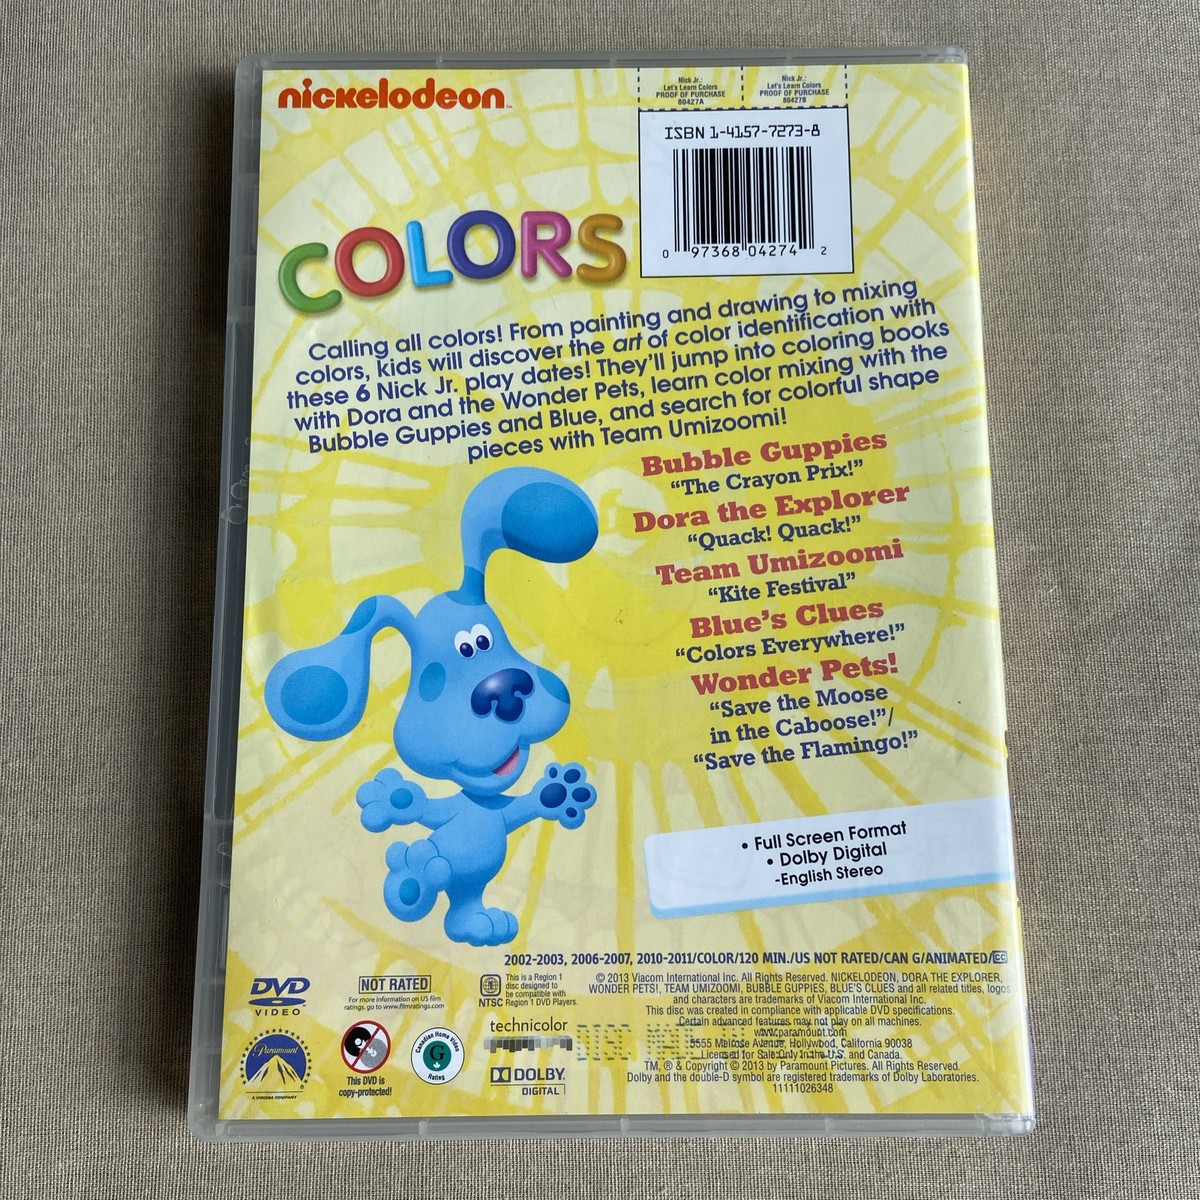 nickelodeon™
Nick Jr.:
Let's Learn Colors
PROOF OF PURCHASE
80427A
Nick Jr.:
Let's Learn Colors
PROOF OF PURCHASE
80427B
ISBN 1-4157-7273-8
0 97368 04274 2
COLORS
Calling all colors! From painting and drawing to mixing
colors, kids will discover the art of color identification with
these 6 Nick Jr. play dates! They'll jump into coloring books
with Dora and the Wonder Pets, learn color mixing with the
Bubble Guppies and Blue, and search for colorful shape
pieces with Team Umizoomi!
Bubble Guppies
“The Crayon Prix!”
Dora the Explorer
“Quack! Quack!”
Team Umizoomi
“Kite Festival”
Blue's Clues
“Colors Everywhere!”
Wonder Pets!
“Save the Moose
in the Caboose!”/
“Save the Flamingo!”
• Full Screen Format
• Dolby Digital
-English Stereo
2002-2003, 2006-2007, 2010-2011/COLOR/120 MIN./US NOT RATED/CAN G/ANIMATED/CC
DVD
VIDEO
NOT RATED
For more information on US film
ratings, go to www.filmratings.com
NTSC
This is a Region 1
disc designed to
be compatible with
Region 1 DVD Players.
© 2013 Viacom International Inc. All Rights Reserved. NICKELODEON, DORA THE EXPLORER,
WONDER PETS!, TEAM UMIZOOMI, BUBBLE GUPPIES, BLUE'S CLUES and all related titles, logos
and characters are trademarks of Viacom International Inc.
This disc was created in compliance with applicable DVD specifications.
Certain advanced features may not play on all machines.
www.paramount.com
5555 Melrose Avenue, Hollywood, California 90038
Licensed for Sale Only in the U.S. and Canada.
TM, ® & Copyright © 2013 by Paramount Pictures. All Rights Reserved.
Dolby and the double-D symbol are registered trademarks of Dolby Laboratories.
11111026348
Paramount
A VIACOM COMPANY
This DVD is
copy-protected!
Canadian Home Video
G
Rating
technicolor
DISC MADE
DOLBY
DIGITAL